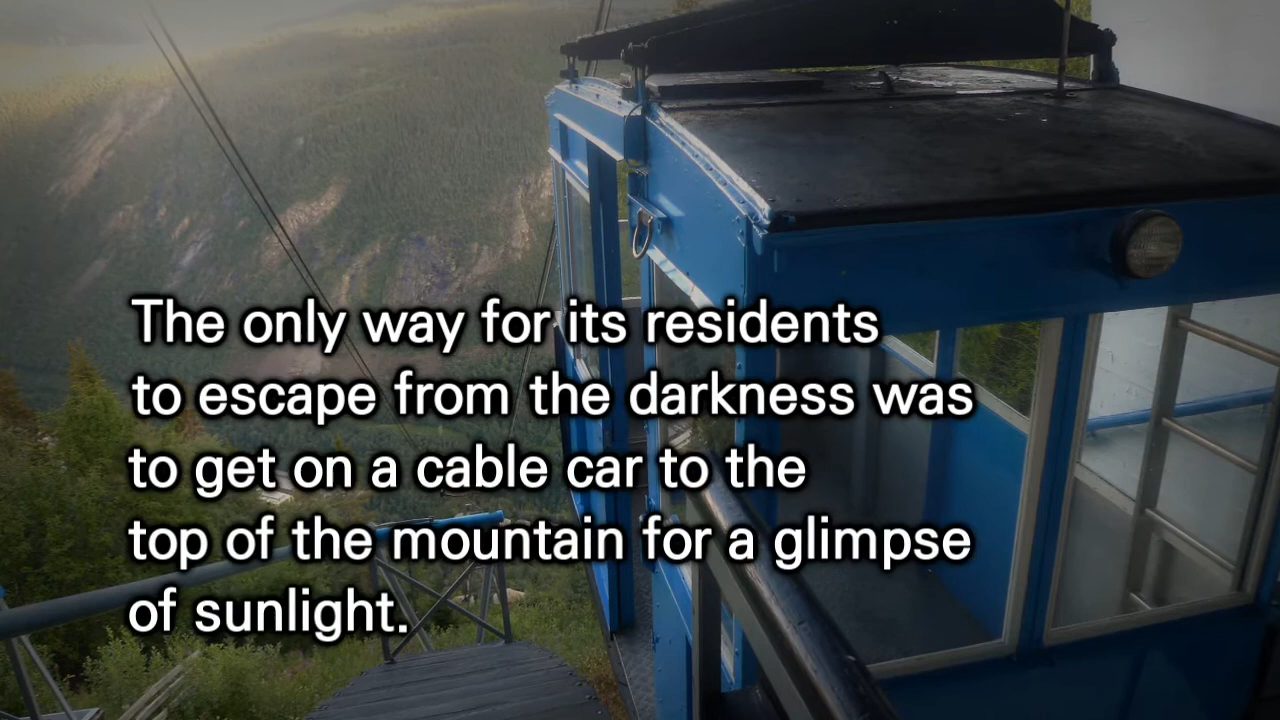 The only way for its residents
to escape from the darkness was
to get on a cable car to the
top of the mountain for a glimpse
of sunlight.